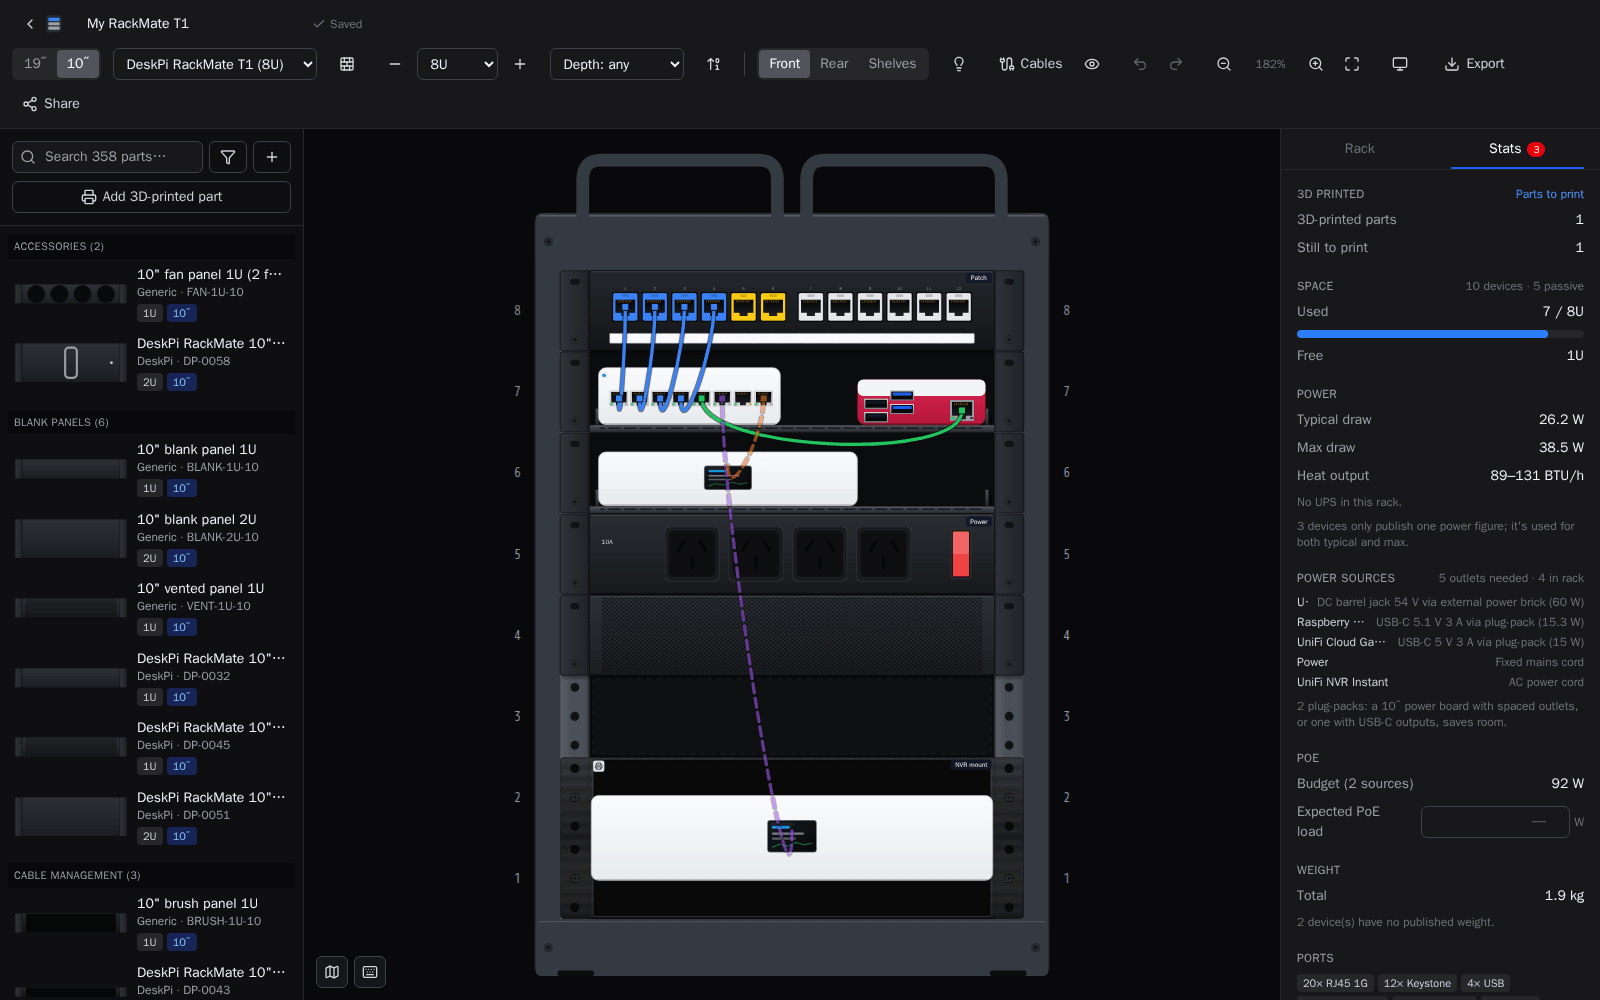 My RackMate T1
Saved
19″
10″
DeskPi RackMate T1 (8U)
8U
Depth: any
Front
Rear
Shelves
Cables
182%
Export
Share
Search 358 parts…
Add 3D-printed part
ACCESSORIES (2)
10" fan panel 1U (2 f…
Generic · FAN-1U-10
1U 10″
DeskPi RackMate 10"…
DeskPi · DP-0058
2U 10″
BLANK PANELS (6)
10" blank panel 1U
Generic · BLANK-1U-10
1U 10″
10" blank panel 2U
Generic · BLANK-2U-10
2U 10″
10" vented panel 1U
Generic · VENT-1U-10
1U 10″
DeskPi RackMate 10"…
DeskPi · DP-0032
1U 10″
DeskPi RackMate 10"…
DeskPi · DP-0045
1U 10″
DeskPi RackMate 10"…
DeskPi · DP-0051
2U 10″
CABLE MANAGEMENT (3)
10" brush panel 1U
Generic · BRUSH-1U-10
1U 10″
DeskPi RackMate 10"…
DeskPi · DP-0043
Patch
1 2 3 4 5 6 7 8 9 10 11 12
8 8
7 7
6 6
Power
10A
5 5
4 4
3 3
NVR mount
2 2
1 1
Rack
Stats 3
3D PRINTED Parts to print
3D-printed parts 1
Still to print 1
SPACE 10 devices · 5 passive
Used 7 / 8U
Free 1U
POWER
Typical draw 26.2 W
Max draw 38.5 W
Heat output 89–131 BTU/h
No UPS in this rack.
3 devices only publish one power figure; it's used for
both typical and max.
POWER SOURCES 5 outlets needed · 4 in rack
U· DC barrel jack 54 V via external power brick (60 W)
Raspberry … USB-C 5.1 V 3 A via plug-pack (15.3 W)
UniFi Cloud Ga… USB-C 5 V 3 A via plug-pack (15 W)
Power Fixed mains cord
UniFi NVR Instant AC power cord
2 plug-packs: a 10″ power board with spaced outlets,
or one with USB-C outputs, saves room.
POE
Budget (2 sources) 92 W
Expected PoE
load — W
WEIGHT
Total 1.9 kg
2 device(s) have no published weight.
PORTS
20× RJ45 1G 12× Keystone 4× USB